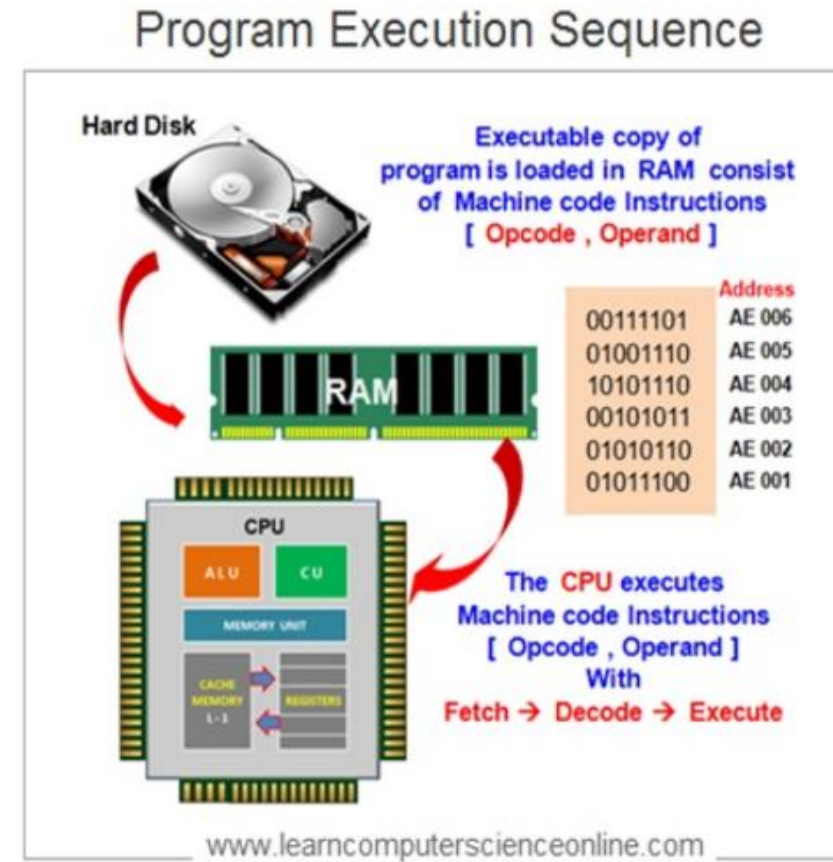 Program Execution Sequence
Hard Disk
Executable copy of
program is loaded in RAM consist
of Machine code Instructions
[ Opcode , Operand ]
Address
00111101 AE 006
01001110 AE 005
10101110 AE 004
00101011 AE 003
01010110 AE 002
01011100 AE 001
RAM
CPU
ALU
CU
MEMORY UNIT
CACHE
MEMORY
L - 1
REGISTERS
The CPU executes
Machine code Instructions
[ Opcode , Operand ]
With
Fetch → Decode → Execute
www.learncomputerscienceonline.com